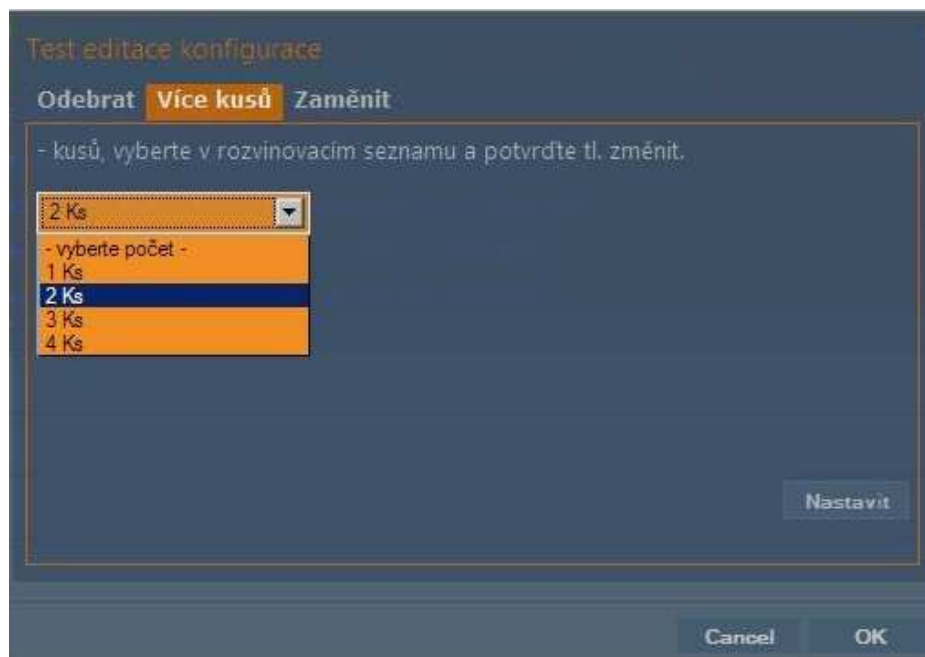 Test editace konfigurace
Odebrat Více kusů Zaměnit
- kusů, vyberte v rozvinovacím seznamu a potvrďte tl. změnit.
2 Ks
- vyberte počet -
1 Ks
2 Ks
3 Ks
4 Ks
Nastavit
Cancel OK